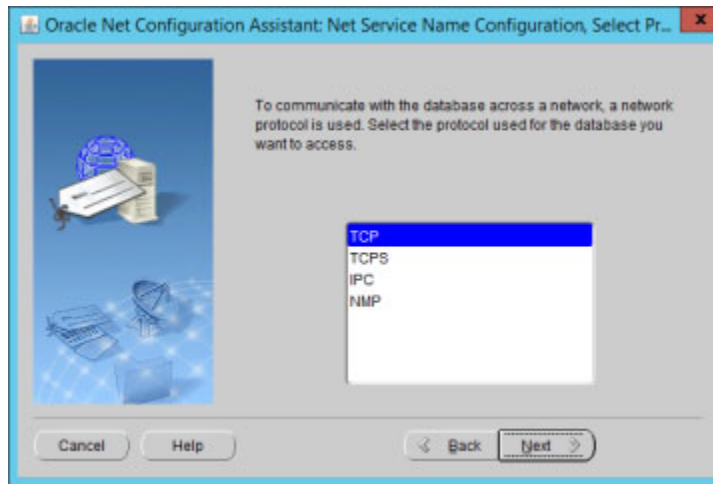 Oracle Net Configuration Assistant: Net Service Name Configuration, Select Pr...
To communicate with the database across a network, a network
protocol is used. Select the protocol used for the database you
want to access.
TCP
TCPS
IPC
NMP
Cancel Help Back Next